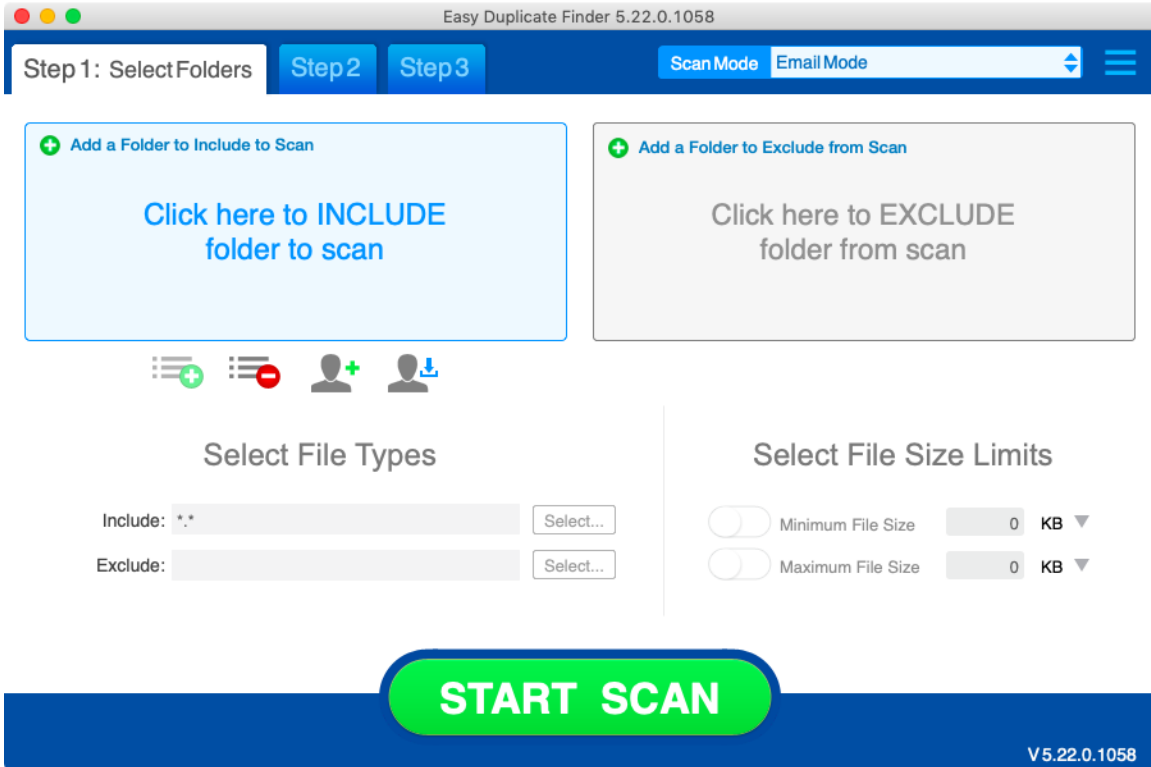 Easy Duplicate Finder 5.22.0.1058
Step 1: Select Folders
Step 2
Step 3
Scan Mode
Email Mode
Add a Folder to Include to Scan
Click here to INCLUDE
folder to scan
Add a Folder to Exclude from Scan
Click here to EXCLUDE
folder from scan
Select File Types
Include: *.* Select...
Exclude: Select...
Select File Size Limits
Minimum File Size 0 KB
Maximum File Size 0 KB
START SCAN
V 5.22.0.1058